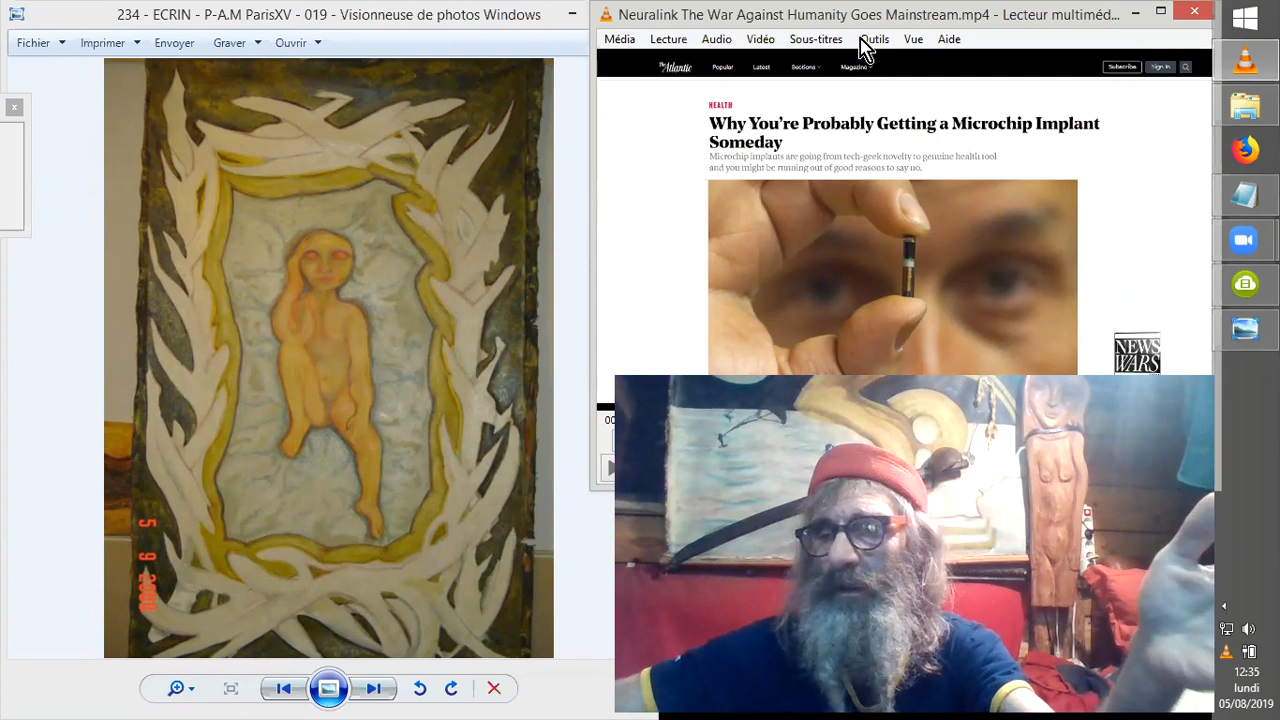 234 - ECRIN - P-A.M ParisXV - 019 - Visionneuse de photos Windows
Fichier Imprimer Envoyer Graver Ouvrir
5 9 2000
Neuralink The War Against Humanity Goes Mainstream.mp4 - Lecteur multiméd...
Média Lecture Audio Vidéo Sous-titres Outils Vue Aide
The Atlantic Popular Latest Sections Magazine Subscribe Sign In
HEALTH
Why You're Probably Getting a Microchip Implant
Someday
Microchip implants are going from tech-geek novelty to genuine health tool
and you might be running out of good reasons to say no.
NEWS
WARS
00
12:35
lundi
05/08/2019